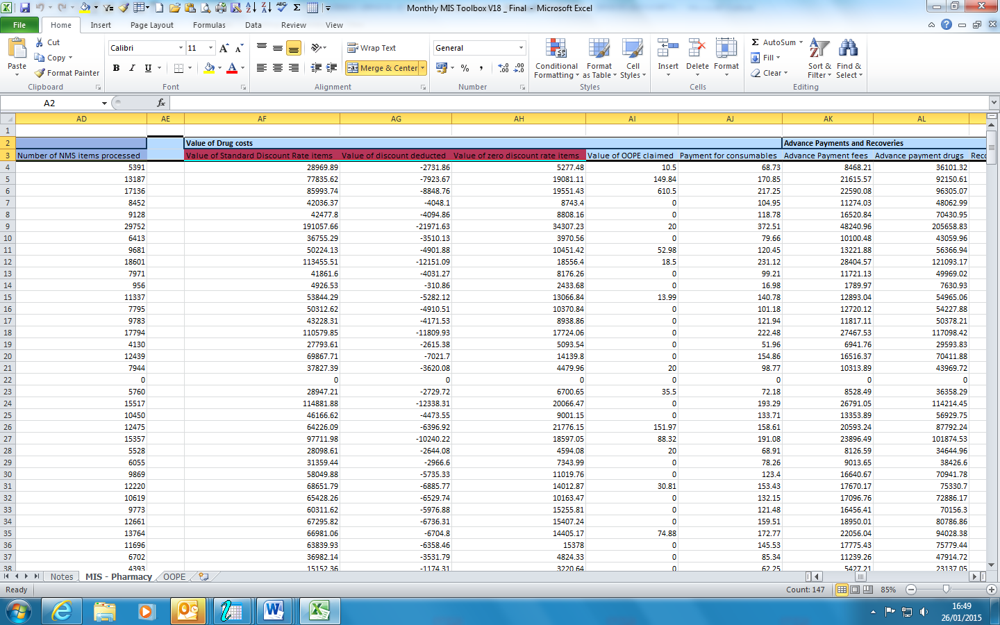 Monthly MIS Toolbox V18 _ Final - Microsoft Excel
File Home Insert Page Layout Formulas Data Review View
Cut
Copy
Format Painter
Paste
Clipboard
Calibri 11
B I U
Font
Wrap Text
Merge & Center
Alignment
General
Number
Conditional Formatting
Format as Table
Cell Styles
Styles
Insert Delete Format
Cells
AutoSum
Fill
Clear
Sort & Filter
Find & Select
Editing
A2 fx
AD AE AF AG AH AI AJ AK AL
1
2 Value of Drug costs Advance Payments and Recoveries
3 Number of NMS items processed Value of Standard Discount Rate items Value of discount deducted Value of zero discount rate items Value of OOPE claimed Payment for consumables Advance Payment fees Advance payment drugs Reco
4 5391 28969.89 -2731.86 5277.48 10.5 68.73 8468.21 36101.32
5 13187 77835.62 -7923.67 19081.11 149.84 170.85 21615.57 92150.61
6 17136 85993.74 -8848.76 19551.43 610.5 217.25 22590.08 96305.07
7 8452 42036.37 -4048.1 8743.4 0 104.95 11274.03 48062.99
8 9128 42477.8 -4094.86 8808.16 0 118.78 16520.84 70430.95
9 29752 191057.66 -21971.63 34307.23 20 372.51 48240.96 205658.83
10 6413 36755.29 -3510.13 3970.56 0 79.66 10100.48 43059.96
11 9681 50224.13 -4901.88 10451.42 52.98 120.45 13221.88 56366.94
12 18601 113455.51 -12151.09 18556.4 18.5 231.12 28404.57 121093.17
13 7971 41861.6 -4031.27 8176.26 0 99.21 11721.13 49969.02
14 956 4926.53 -310.86 2433.68 0 16.98 1789.97 7630.93
15 11337 53844.29 -5282.12 13066.84 13.99 140.78 12893.04 54965.06
16 7795 50312.62 -4910.51 10370.84 0 101.18 12720.12 54227.88
17 9783 43228.31 -4171.53 8938.86 0 121.94 11817.11 50378.21
18 17794 110579.85 -11809.93 17724.06 0 222.48 27467.53 117098.42
19 4130 27793.61 -2615.38 5093.54 0 51.96 6941.76 29593.83
20 12439 69867.71 -7021.7 14139.8 0 154.86 16516.37 70411.88
21 7944 37827.39 -3620.08 4479.96 20 98.77 10313.89 43969.72
22 0 0 0 0 0 0 0 0
23 5760 28947.21 -2729.72 6700.65 35.5 72.18 8528.49 36358.29
24 15517 114881.88 -12338.31 20066.47 0 193.29 26791.05 114214.45
25 10450 46166.62 -4473.55 9001.15 0 133.71 13353.89 56929.75
26 12475 64226.09 -6396.92 21776.15 151.97 158.61 20593.24 87792.24
27 15357 97711.98 -10240.22 18597.05 88.32 191.08 23896.49 101874.53
28 5528 28098.61 -2644.08 4594.08 20 68.91 8126.59 34644.96
29 6055 31359.44 -2966.6 7343.99 0 78.26 9013.65 38426.6
30 9869 58049.88 -5735.33 11019.76 0 123.4 16640.67 70941.78
31 12220 68651.79 -6885.77 14012.87 30.81 153.43 17670.17 75330.7
32 10619 65428.26 -6529.74 10163.47 0 132.15 17096.76 72886.17
33 9773 60311.62 -5976.88 15255.81 0 121.48 16456.41 70156.3
34 12661 67295.82 -6736.31 15407.24 0 159.51 18950.01 80786.86
35 13764 66981.06 -6704.8 14405.17 74.88 172.77 22056.04 94028.38
36 11696 63839.93 -6358.46 15378 0 145.53 17775.43 75779.44
37 6702 36982.14 -3531.79 4824.33 0 85.34 11239.26 47914.72
38 4393 15152.36 -1174.31 3220.64 0 62.25 5427.21 23137.05
Notes MIS - Pharmacy OOPE
Ready Count: 147 85%
16:49
26/01/2015